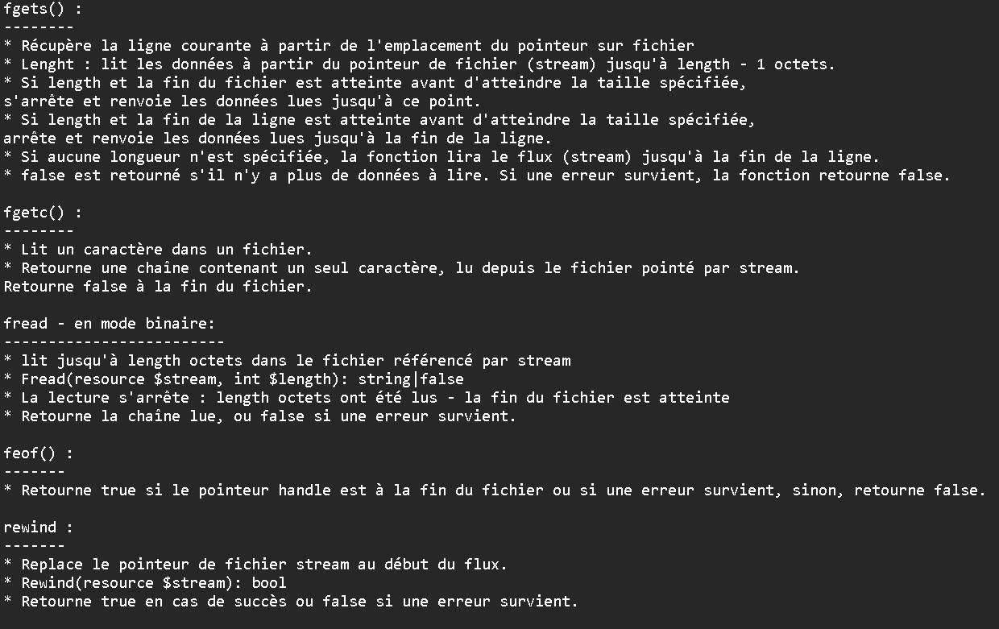 fgets() :
--------
* Récupère la ligne courante à partir de l'emplacement du pointeur sur fichier
* Lenght : lit les données à partir du pointeur de fichier (stream) jusqu'à length - 1 octets.
* Si length et la fin du fichier est atteinte avant d'atteindre la taille spécifiée,
s'arrête et renvoie les données lues jusqu'à ce point.
* Si length et la fin de la ligne est atteinte avant d'atteindre la taille spécifiée,
arrête et renvoie les données lues jusqu'à la fin de la ligne.
* Si aucune longueur n'est spécifiée, la fonction lira le flux (stream) jusqu'à la fin de la ligne.
* false est retourné s'il n'y a plus de données à lire. Si une erreur survient, la fonction retourne false.

fgetc() :
--------
* Lit un caractère dans un fichier.
* Retourne une chaîne contenant un seul caractère, lu depuis le fichier pointé par stream.
Retourne false à la fin du fichier.

fread - en mode binaire:
-------------------------
* lit jusqu'à length octets dans le fichier référencé par stream
* Fread(resource $stream, int $length): string|false
* La lecture s'arrête : length octets ont été lus - la fin du fichier est atteinte
* Retourne la chaîne lue, ou false si une erreur survient.

feof() :
-------
* Retourne true si le pointeur handle est à la fin du fichier ou si une erreur survient, sinon, retourne false.

rewind :
-------
* Replace le pointeur de fichier stream au début du flux.
* Rewind(resource $stream): bool
* Retourne true en cas de succès ou false si une erreur survient.